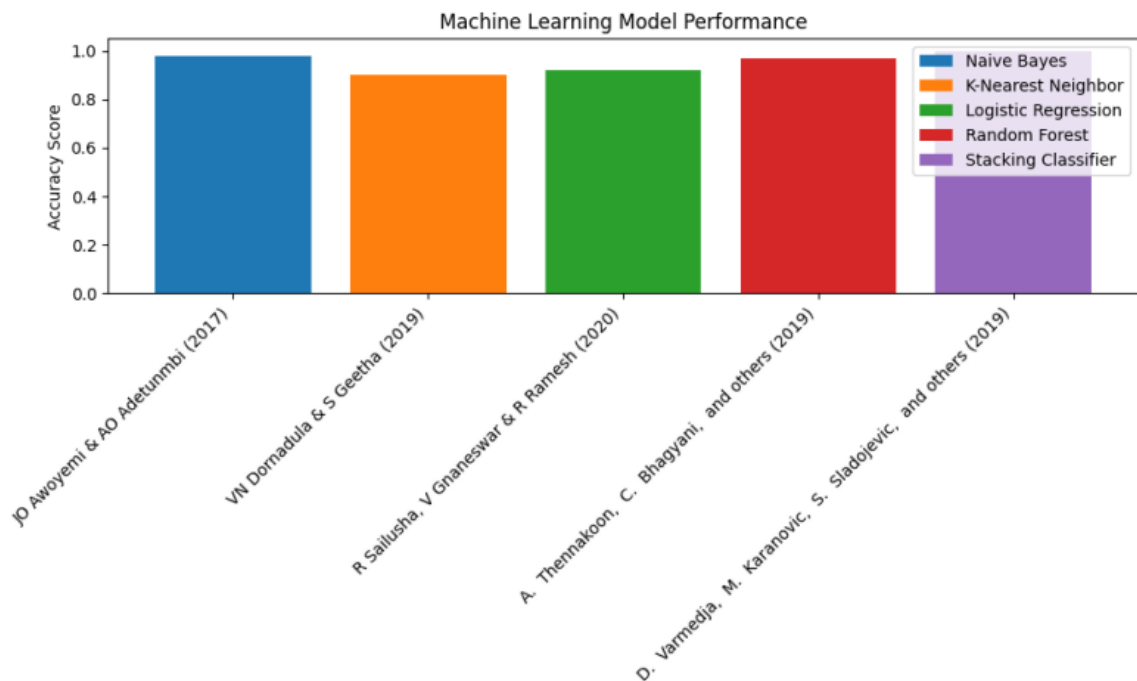 Machine Learning Model Performance
Accuracy Score
1.0
0.8
0.6
0.4
0.2
0.0
Naive Bayes
K-Nearest Neighbor
Logistic Regression
Random Forest
Stacking Classifier
JO Awoyemi & AO Adetunmbi (2017)
VN Dornadula & S Geetha (2019)
R Sailusha, V Gnaneswar & R Ramesh (2020)
A. Thennakoon, C. Bhagyani, and others (2019)
D. Varmedja, M. Karanovic, S. Sladojevic, and others (2019)